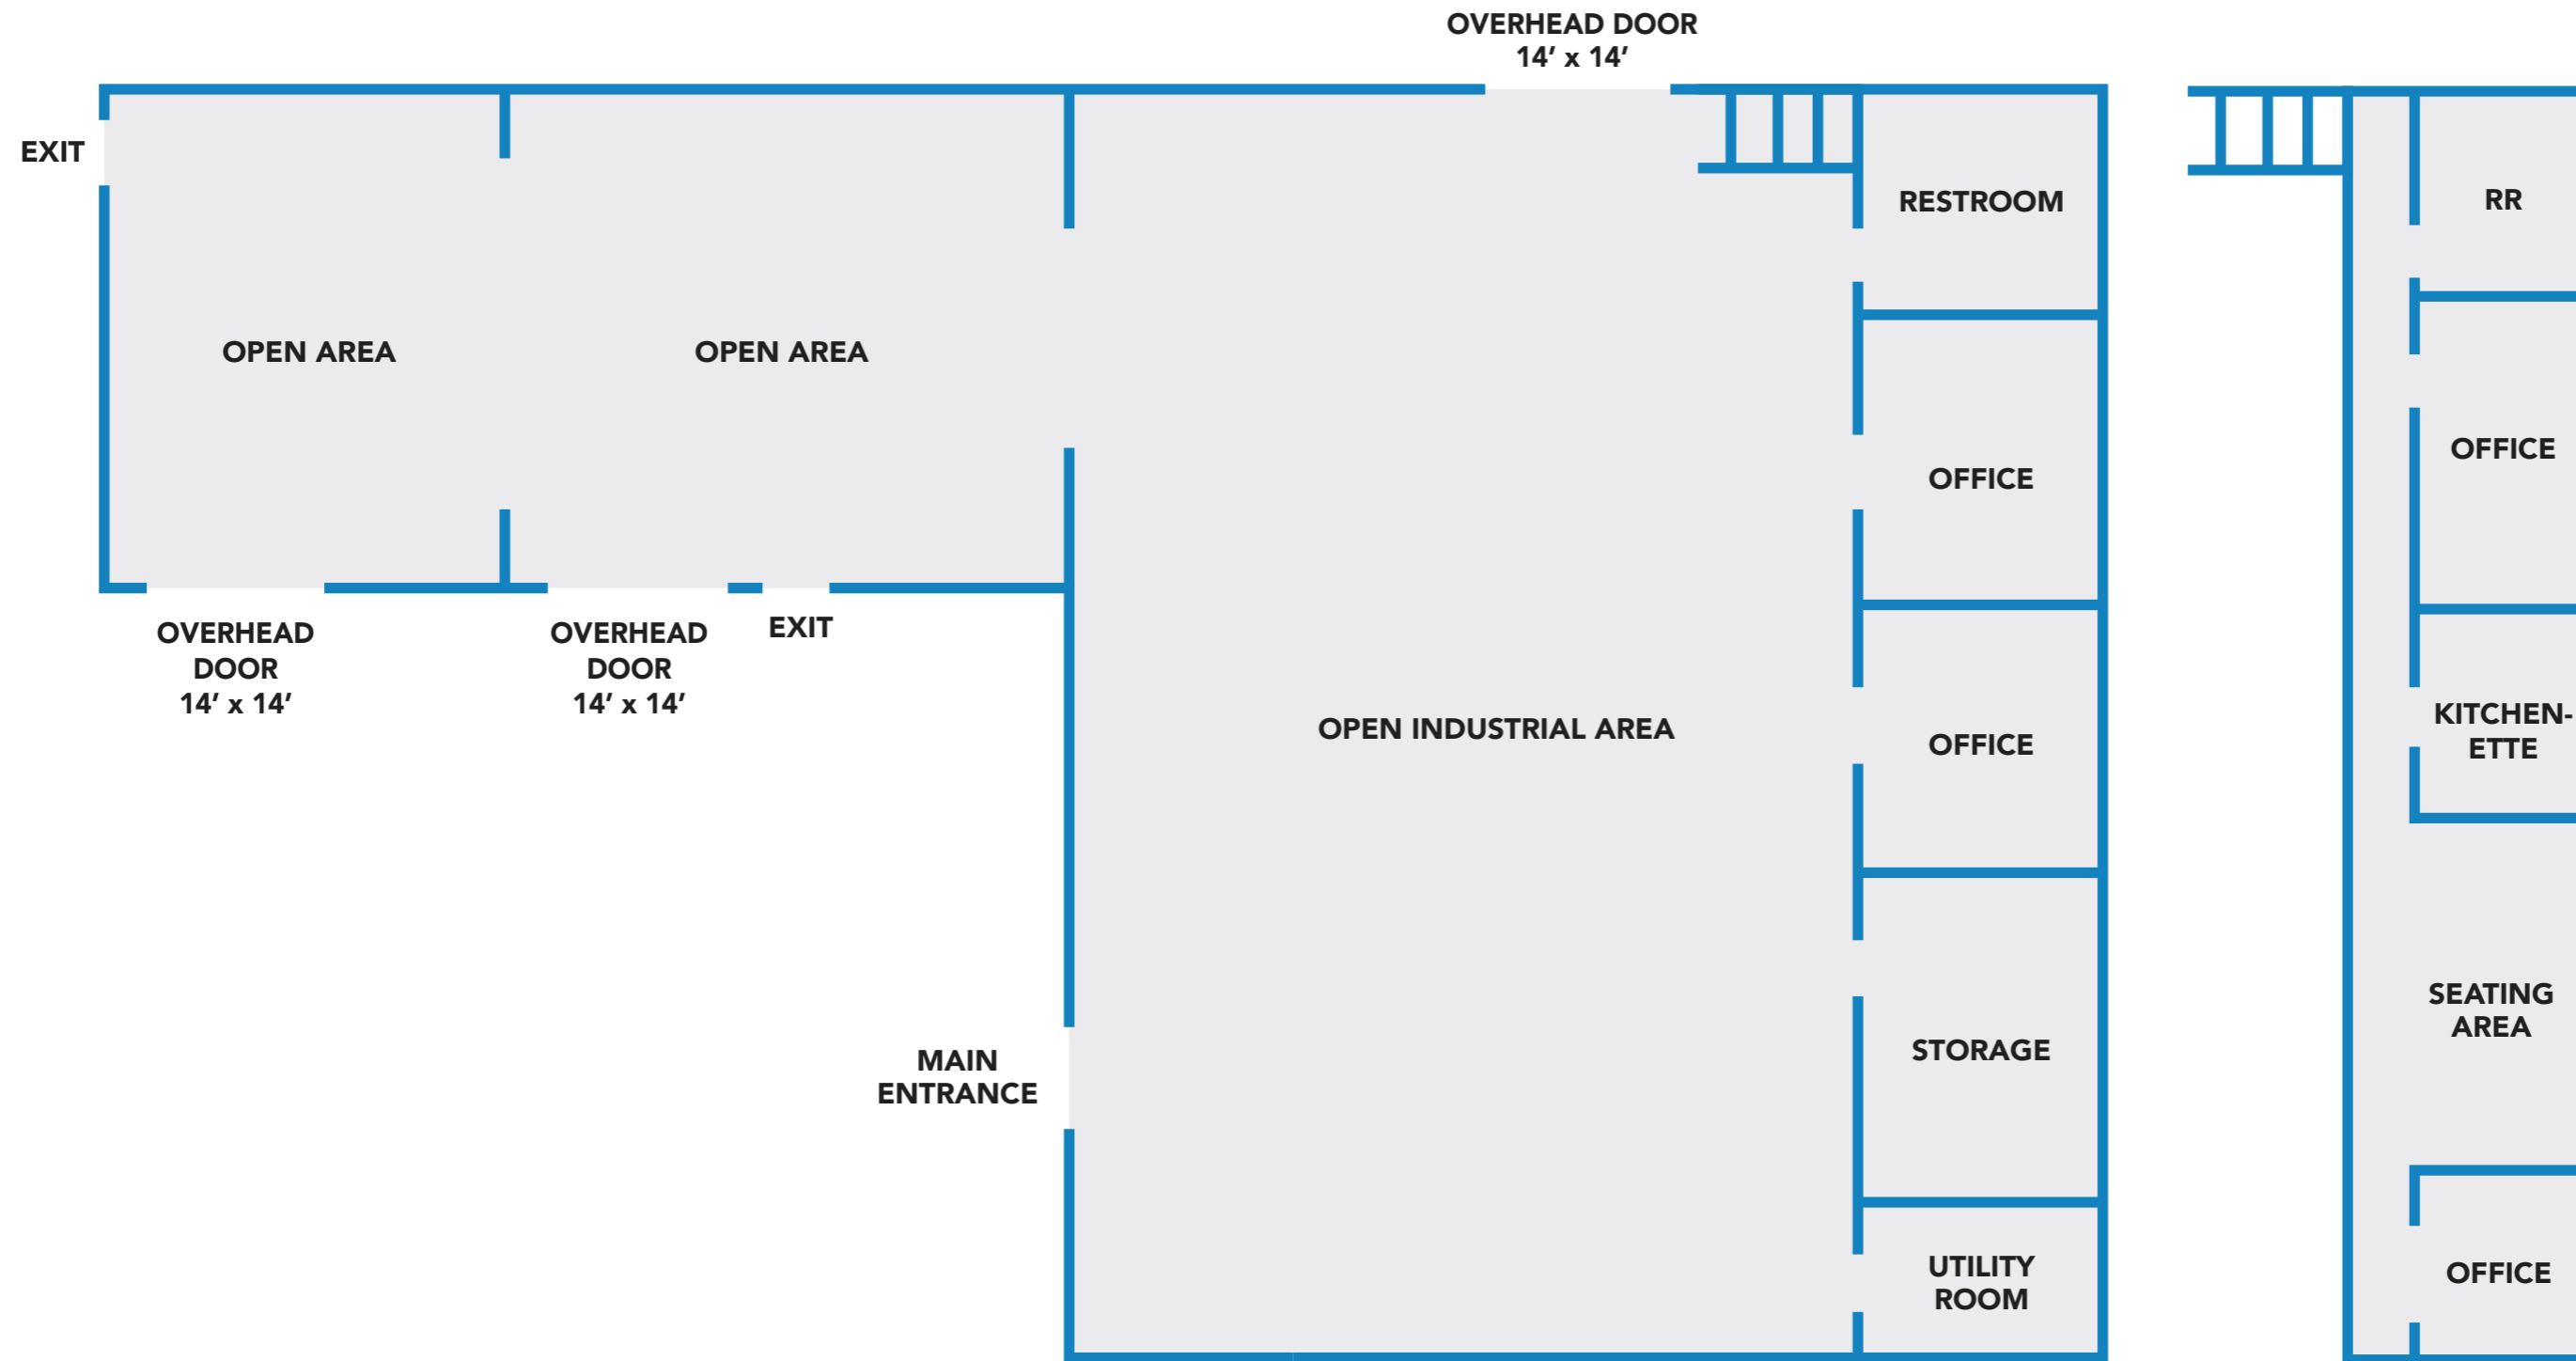 OVERHEAD DOOR
14’ x 14’
EXIT
RESTROOM
RR
OPEN AREA
OPEN AREA
OFFICE
OFFICE
OVERHEAD
DOOR
14’ x 14’
OVERHEAD
DOOR
14’ x 14’
EXIT
OPEN INDUSTRIAL AREA
OFFICE
KITCHEN-
ETTE
MAIN
ENTRANCE
STORAGE
SEATING
AREA
UTILITY
ROOM
OFFICE